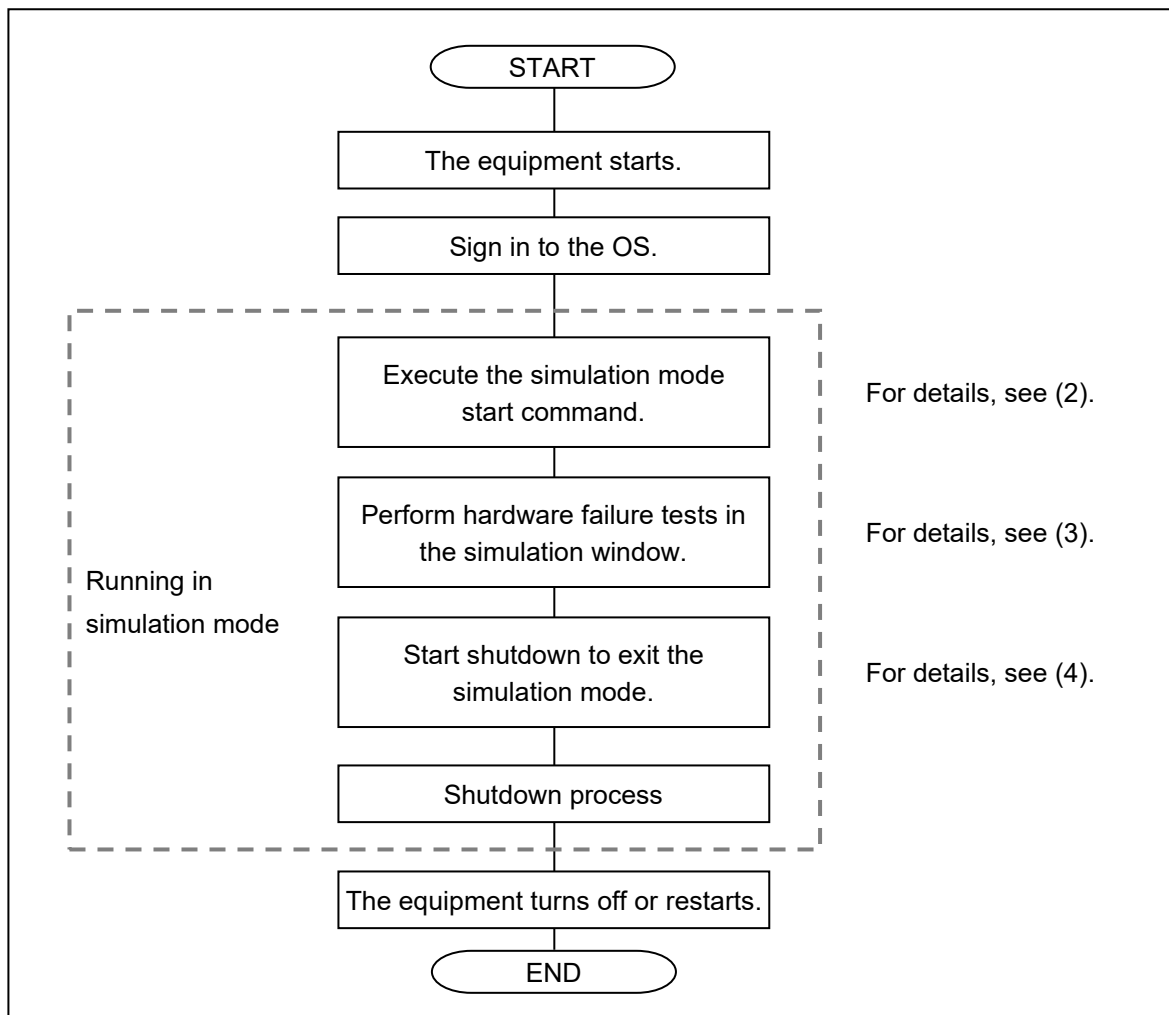 START
The equipment starts.
Sign in to the OS.
Execute the simulation mode
start command.
For details, see (2).
Perform hardware failure tests in
the simulation window.
For details, see (3).
Running in
simulation mode
Start shutdown to exit the
simulation mode.
For details, see (4).
Shutdown process
The equipment turns off or restarts.
END